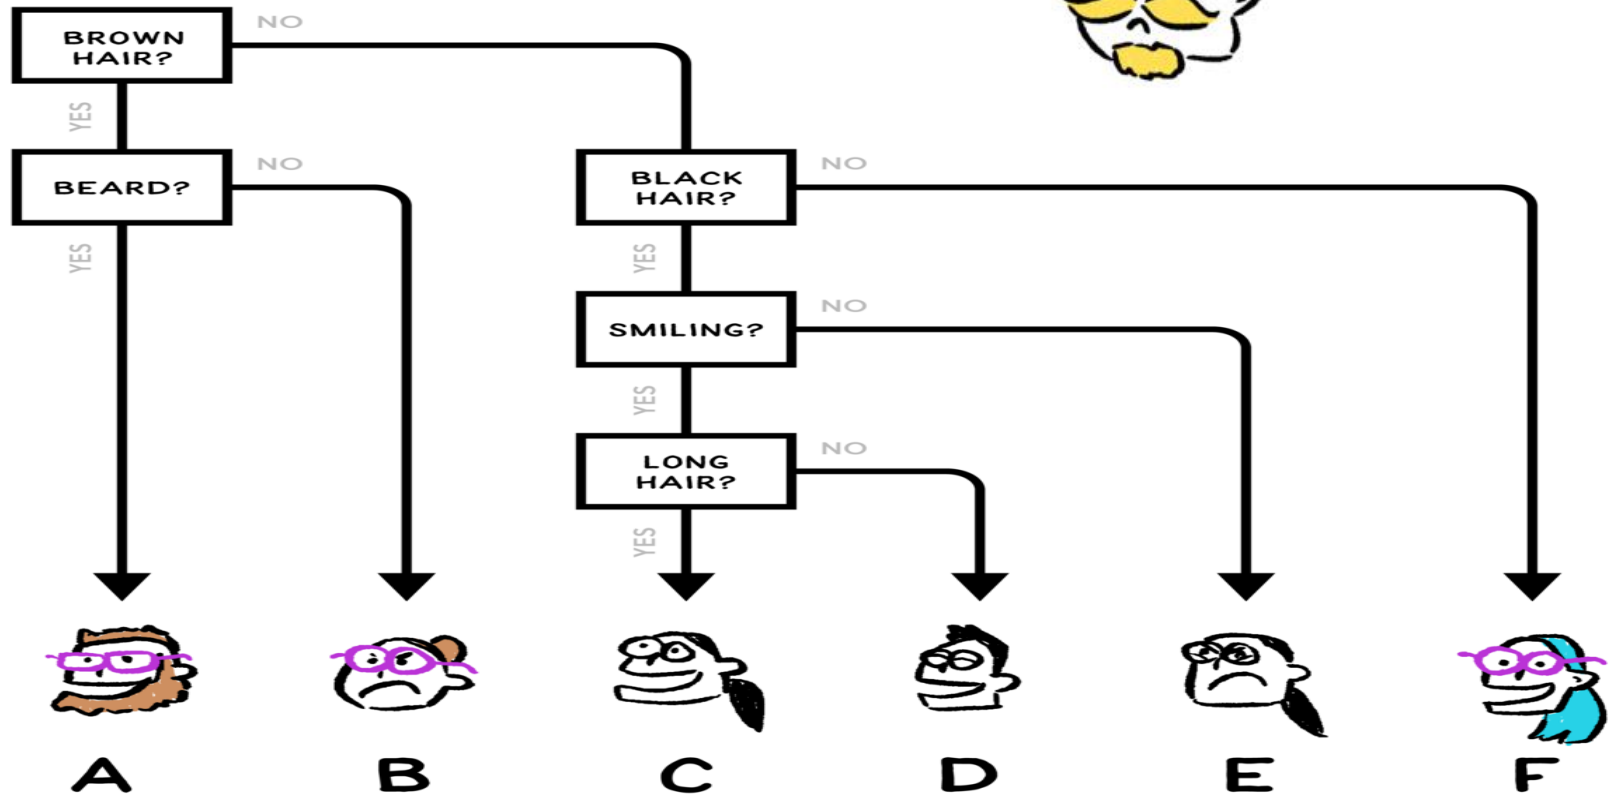 NO
BROWN
HAIR?
YES
NO
NO
BEARD?
BLACK
HAIR?
YES
YES
NO
SMILING?
YES
NO
LONG
HAIR?
YES
A B C D E F